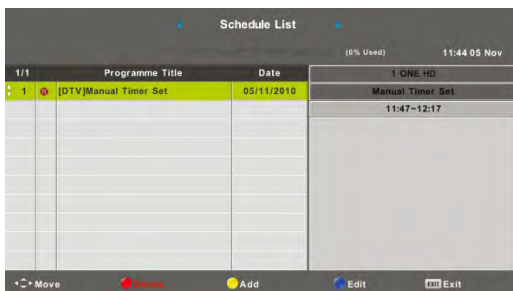 Schedule List
(0% Used) 11:44 05 Nov
1/1 Programme Title Date 1 ONE HD
1 [DTV]Manual Timer Set 05/11/2010 Manual Timer Set
11:47~12:17
Move Add Edit EXIT Exit